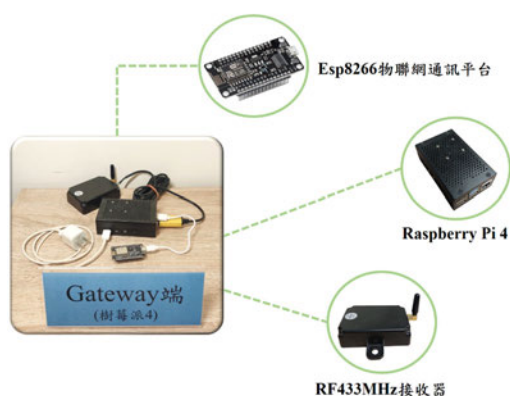 Esp8266物聯網通訊平台
Raspberry Pi 4
Gateway端
(樹莓派4)
RF433MHz接收器